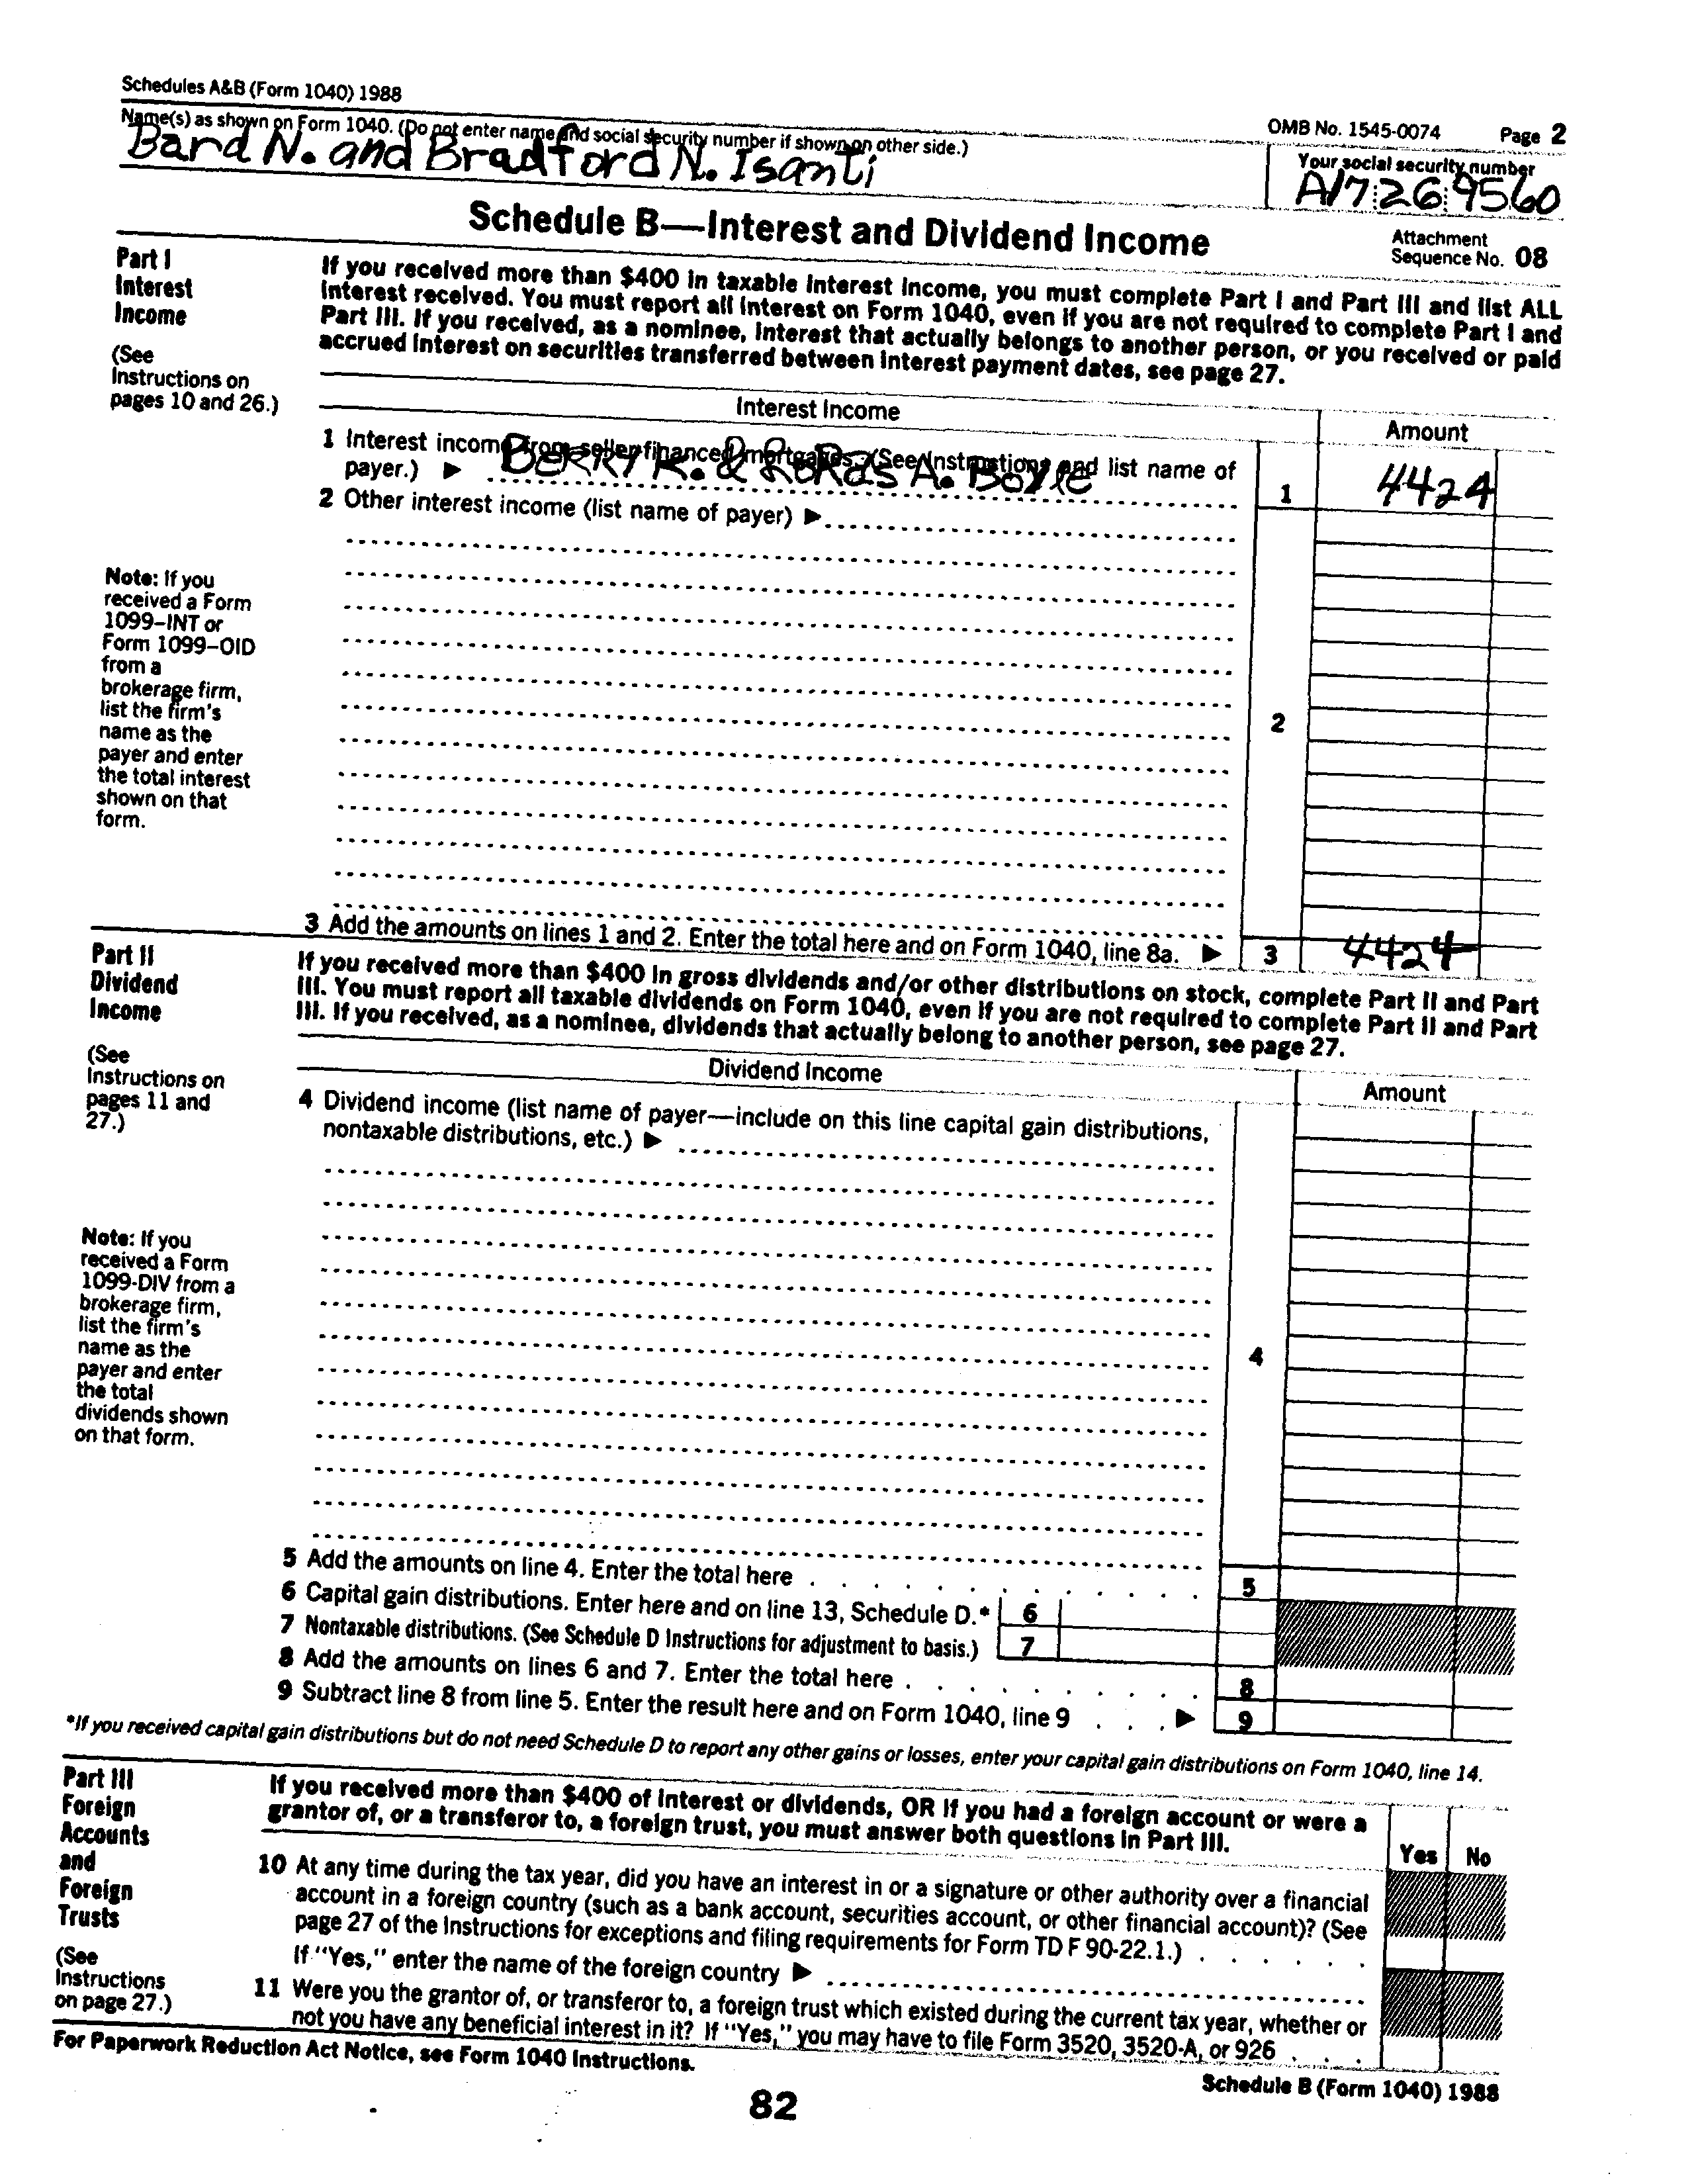 Schedules A&B (Form 1040) 1988
OMB No. 1545-0074 Page 2
Name(s) as shown on Form 1040. (Do not enter name and social security number if shown on other side.)
Bard N. and Bradford N. Isanti
Your social security number
A17 26 9560
Schedule B—Interest and Dividend Income
Attachment
Sequence No. 08
Part I
Interest
Income
(See
Instructions on
pages 10 and 26.)
If you received more than $400 in taxable interest income, you must complete Part I and Part III and list ALL
interest received. You must report all interest on Form 1040, even if you are not required to complete Part I and
Part III. If you received, as a nominee, interest that actually belongs to another person, or you received or paid
accrued interest on securities transferred between interest payment dates, see page 27.
Interest Income
Amount
1 Interest income from seller-financed mortgages. (See Instructions and list name of
payer.) ▶ & A. Boyle
1 4424
2 Other interest income (list name of payer) ▶
Note: If you
received a Form
1099–INT or
Form 1099–OID
from a
brokerage firm,
list the firm's
name as the
payer and enter
the total interest
shown on that
form.
2
3 Add the amounts on lines 1 and 2. Enter the total here and on Form 1040, line 8a. ▶ 3 4424
Part II
Dividend
Income
(See
Instructions on
pages 11 and
27.)
If you received more than $400 in gross dividends and/or other distributions on stock, complete Part II and Part
III. You must report all taxable dividends on Form 1040, even if you are not required to complete Part II and Part
III. If you received, as a nominee, dividends that actually belong to another person, see page 27.
Dividend Income
Amount
4 Dividend income (list name of payer—include on this line capital gain distributions,
nontaxable distributions, etc.) ▶
Note: If you
received a Form
1099-DIV from a
brokerage firm,
list the firm's
name as the
payer and enter
the total
dividends shown
on that form.
4
5 Add the amounts on line 4. Enter the total here 5
6 Capital gain distributions. Enter here and on line 13, Schedule D.* 6
7 Nontaxable distributions. (See Schedule D Instructions for adjustment to basis.) 7
8 Add the amounts on lines 6 and 7. Enter the total here 8
9 Subtract line 8 from line 5. Enter the result here and on Form 1040, line 9 ▶ 9
*If you received capital gain distributions but do not need Schedule D to report any other gains or losses, enter your capital gain distributions on Form 1040, line 14.
Part III
Foreign
Accounts
and
Foreign
Trusts
(See
Instructions
on page 27.)
If you received more than $400 of interest or dividends, OR if you had a foreign account or were a
grantor of, or a transferor to, a foreign trust, you must answer both questions in Part III.
Yes No
10 At any time during the tax year, did you have an interest in or a signature or other authority over a financial
account in a foreign country (such as a bank account, securities account, or other financial account)? (See
page 27 of the Instructions for exceptions and filing requirements for Form TD F 90-22.1.)
If "Yes," enter the name of the foreign country ▶
11 Were you the grantor of, or transferor to, a foreign trust which existed during the current tax year, whether or
not you have any beneficial interest in it? If "Yes," you may have to file Form 3520, 3520-A, or 926
For Paperwork Reduction Act Notice, see Form 1040 Instructions.
Schedule B (Form 1040) 1988
82